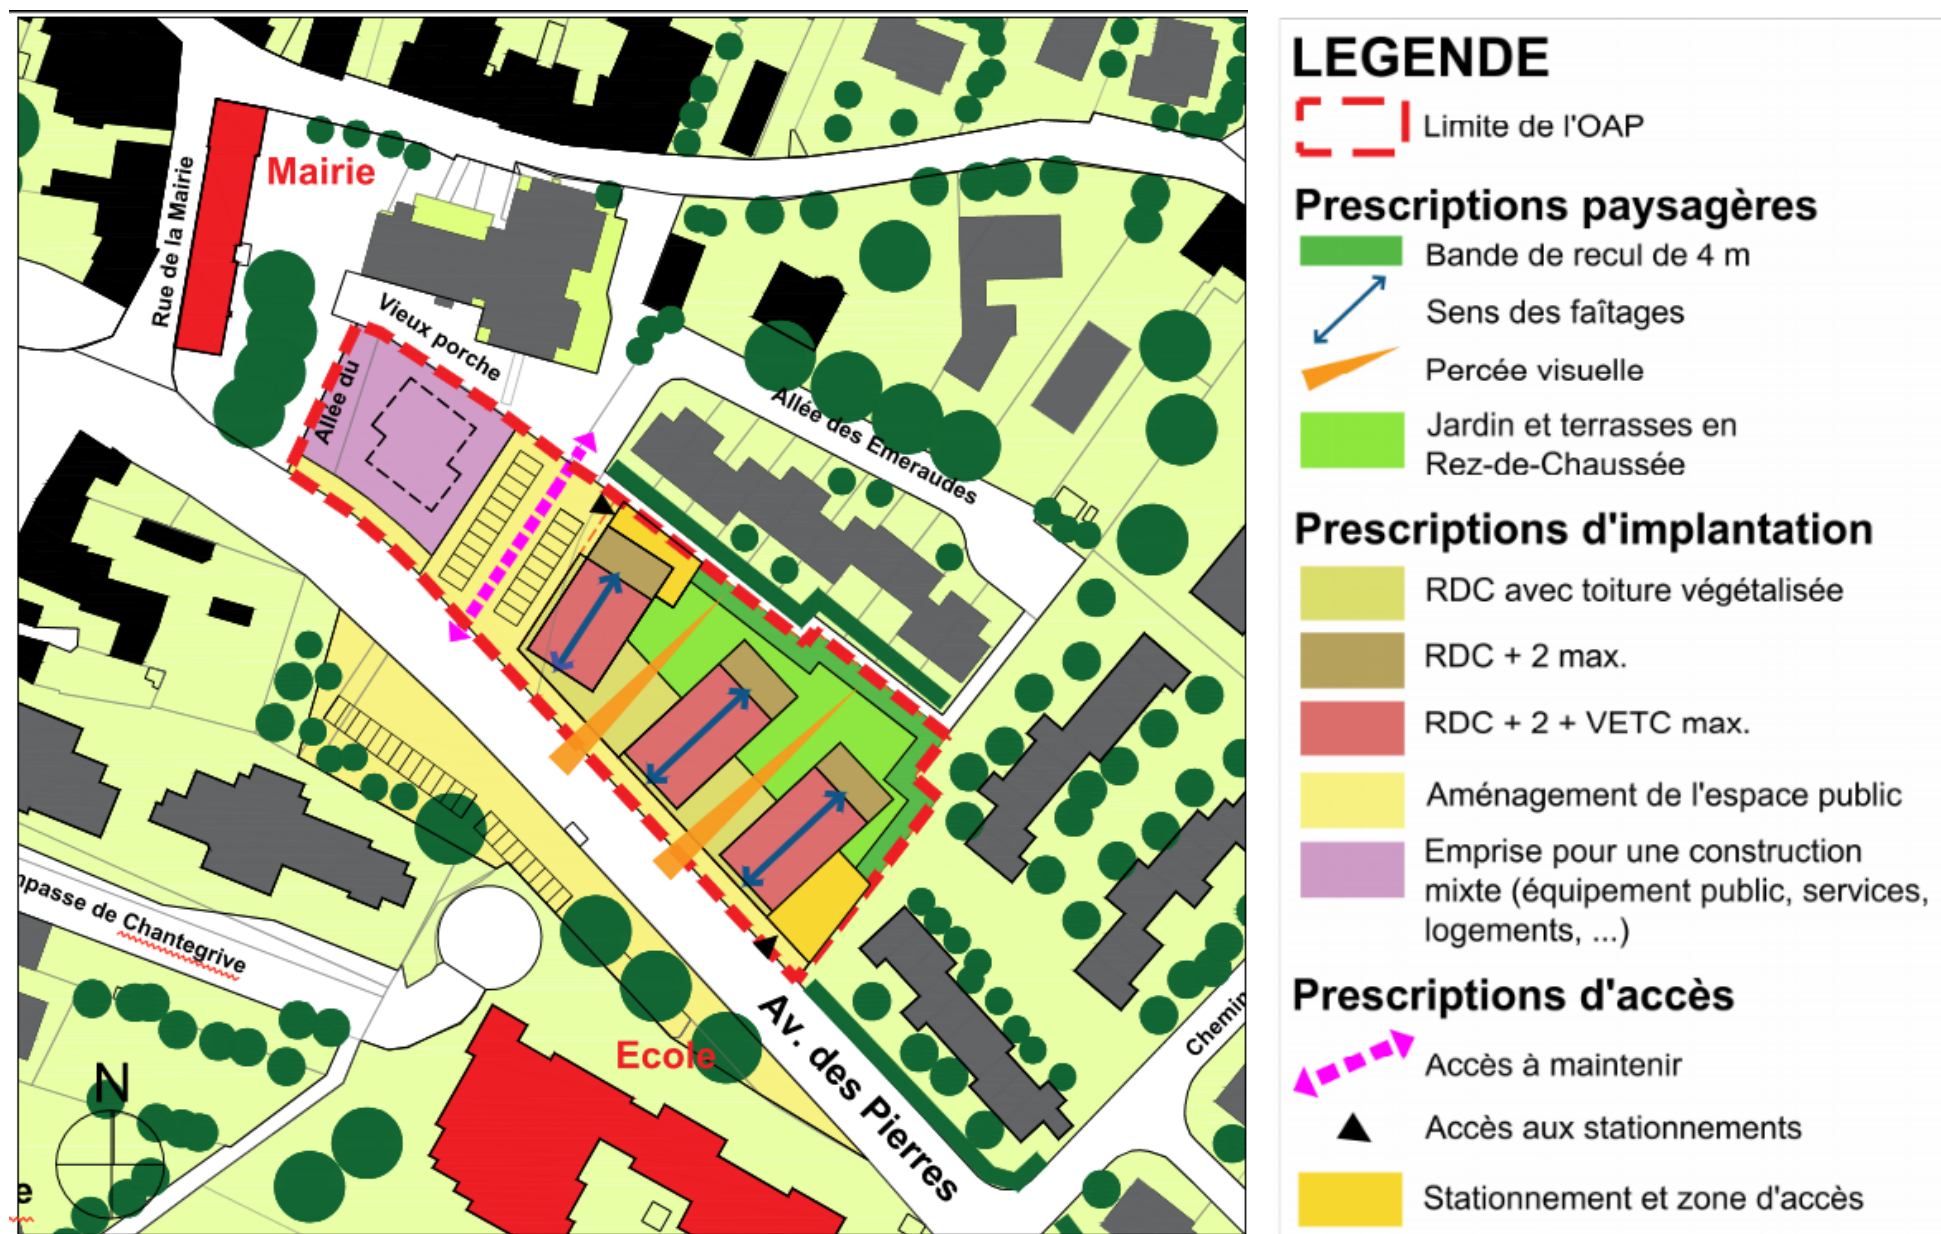 Mairie
Rue de la Mairie
Vieux porche
Allée du
Allée des Emeraudes
Chantegrive
impasse de
Ecole
Av. des Pierres
Chemin
N
e
LEGENDE
Limite de l'OAP
Prescriptions paysagères
Bande de recul de 4 m
Sens des faîtages
Percée visuelle
Jardin et terrasses en
Rez-de-Chaussée
Prescriptions d'implantation
RDC avec toiture végétalisée
RDC + 2 max.
RDC + 2 + VETC max.
Aménagement de l'espace public
Emprise pour une construction
mixte (équipement public, services,
logements, ...)
Prescriptions d'accès
Accès à maintenir
Accès aux stationnements
Stationnement et zone d'accès